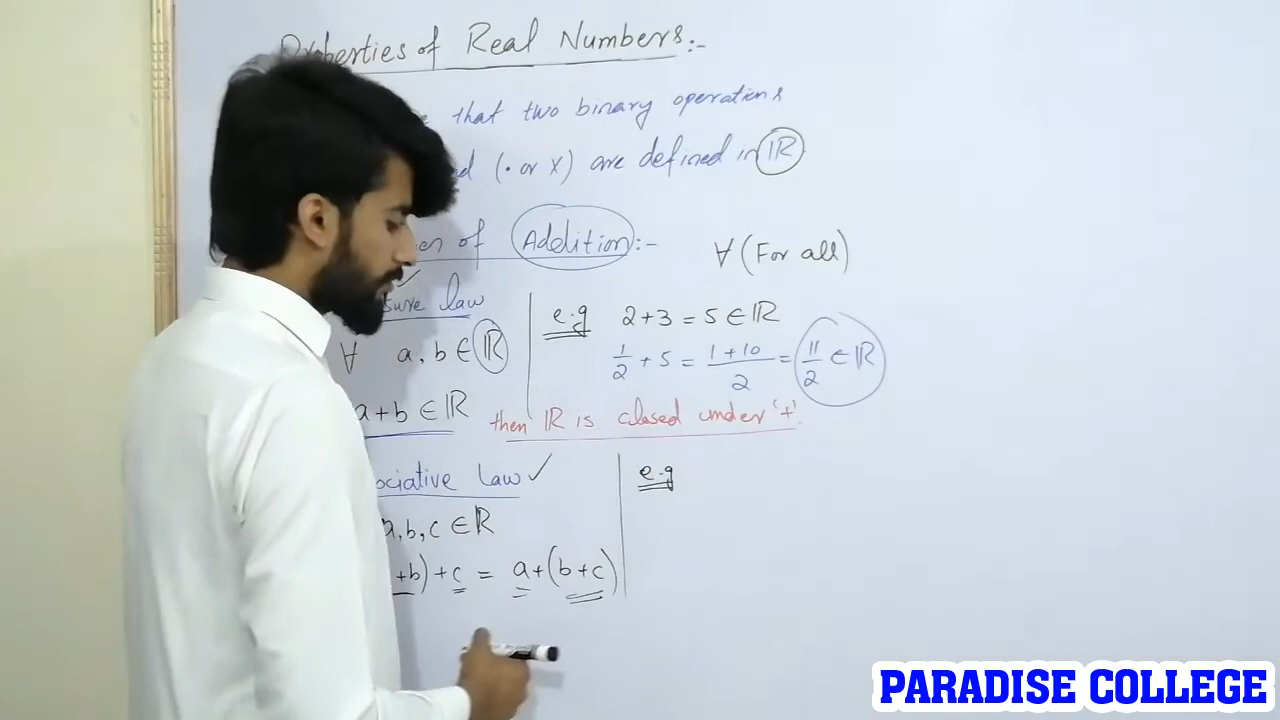 Properties of Real Numbers:-
that two binary operations
(· or ×) are defined in ℝ
of Addition:-
∀ (For all)
law ✓
e.g 2+3 = 5 ∈ ℝ
∀ a, b ∈ ℝ
1/2 + 5 = (1+10)/2 = 11/2 ∈ ℝ
a+b ∈ ℝ
then ℝ is closed under '+'.
ociative law ✓
e.g
a,b,c ∈ ℝ
+b)+c = a+(b+c)
PARADISE COLLEGE